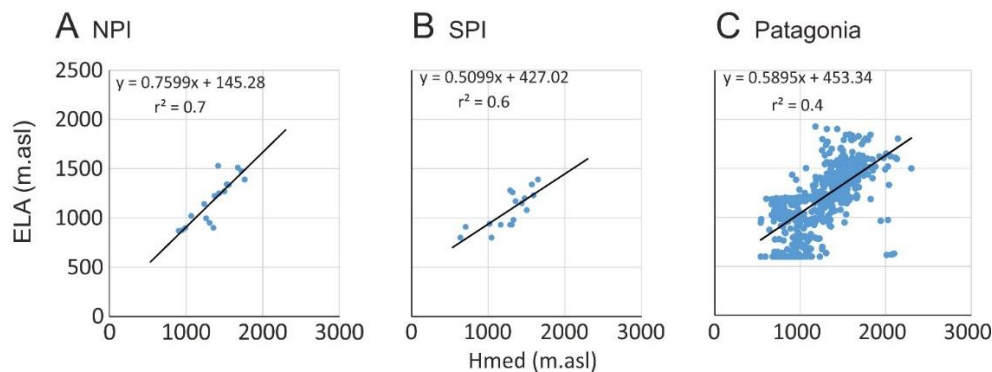 A NPI
B SPI
C Patagonia
y = 0.7599x + 145.28
r² = 0.7
y = 0.5099x + 427.02
r² = 0.6
y = 0.5895x + 453.34
r² = 0.4
ELA (m.asl)
2500
2000
1500
1000
500
0
1000 2000 3000
0 1000 2000 3000
0 1000 2000 3000
Hmed (m.asl)